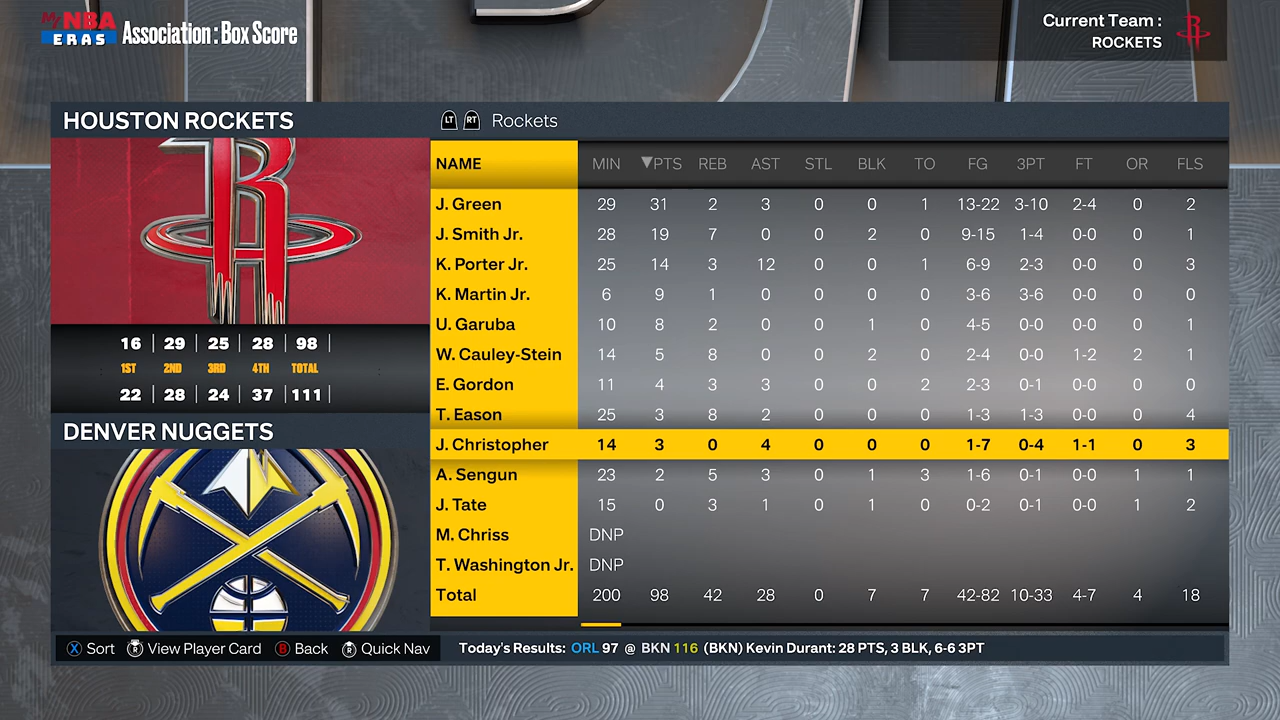 My NBA ERAS Association : Box Score
Current Team :
ROCKETS
HOUSTON ROCKETS
16 | 29 | 25 | 28 | 98 |
1ST 2ND 3RD 4TH TOTAL
22 | 28 | 24 | 37 | 111 |
DENVER NUGGETS
LT RT Rockets
NAME MIN ▼PTS REB AST STL BLK TO FG 3PT FT OR FLS
J. Green 29 31 2 3 0 0 1 13-22 3-10 2-4 0 2
J. Smith Jr. 28 19 7 0 0 2 0 9-15 1-4 0-0 0 1
K. Porter Jr. 25 14 3 12 0 0 1 6-9 2-3 0-0 0 3
K. Martin Jr. 6 9 1 0 0 0 0 3-6 3-6 0-0 0 0
U. Garuba 10 8 2 0 0 1 0 4-5 0-0 0-0 0 1
W. Cauley-Stein 14 5 8 0 0 2 0 2-4 0-0 1-2 2 1
E. Gordon 11 4 3 3 0 0 2 2-3 0-1 0-0 0 0
T. Eason 25 3 8 2 0 0 0 1-3 1-3 0-0 0 4
J. Christopher 14 3 0 4 0 0 0 1-7 0-4 1-1 0 3
A. Sengun 23 2 5 3 0 1 3 1-6 0-1 0-0 1 1
J. Tate 15 0 3 1 0 1 0 0-2 0-1 0-0 1 2
M. Chriss DNP
T. Washington Jr. DNP
Total 200 98 42 28 0 7 7 42-82 10-33 4-7 4 18
X Sort R View Player Card B Back R Quick Nav
Today's Results: ORL 97 @ BKN 116 (BKN) Kevin Durant: 28 PTS, 3 BLK, 6-6 3PT